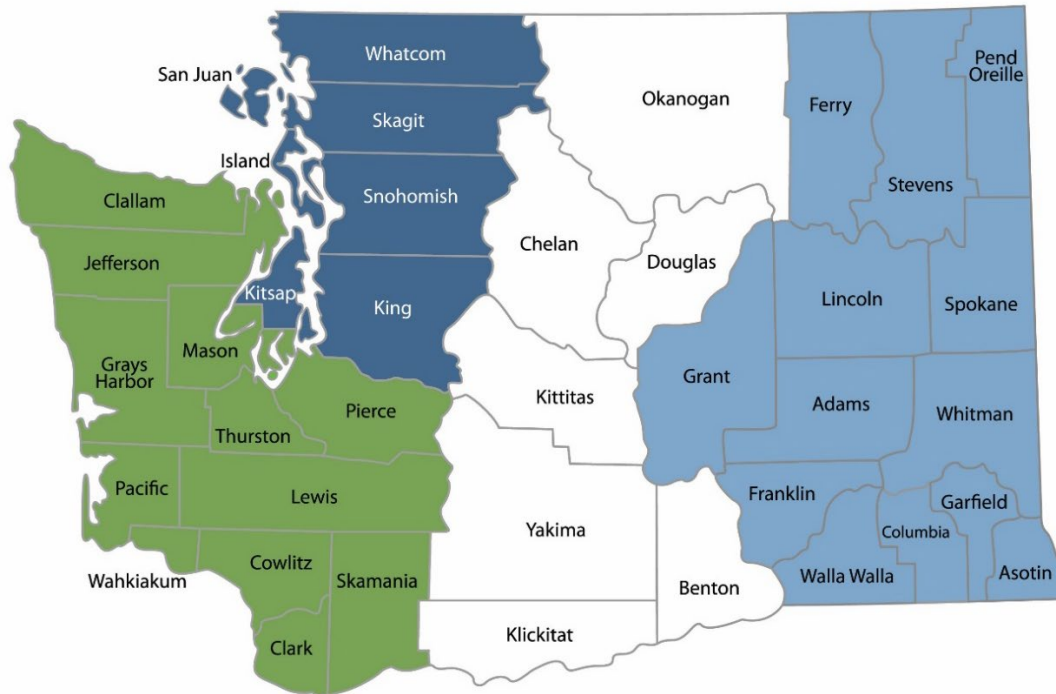 Whatcom
San Juan
Pend
Oreille
Okanogan
Ferry
Skagit
Island
Stevens
Snohomish
Clallam
Chelan
Douglas
Jefferson
Kitsap
King
Lincoln
Spokane
Mason
Grays
Harbor
Grant
Kittitas
Adams
Pierce
Whitman
Thurston
Pacific
Lewis
Franklin
Garfield
Yakima
Columbia
Cowlitz
Wahkiakum
Skamania
Walla Walla
Asotin
Benton
Klickitat
Clark